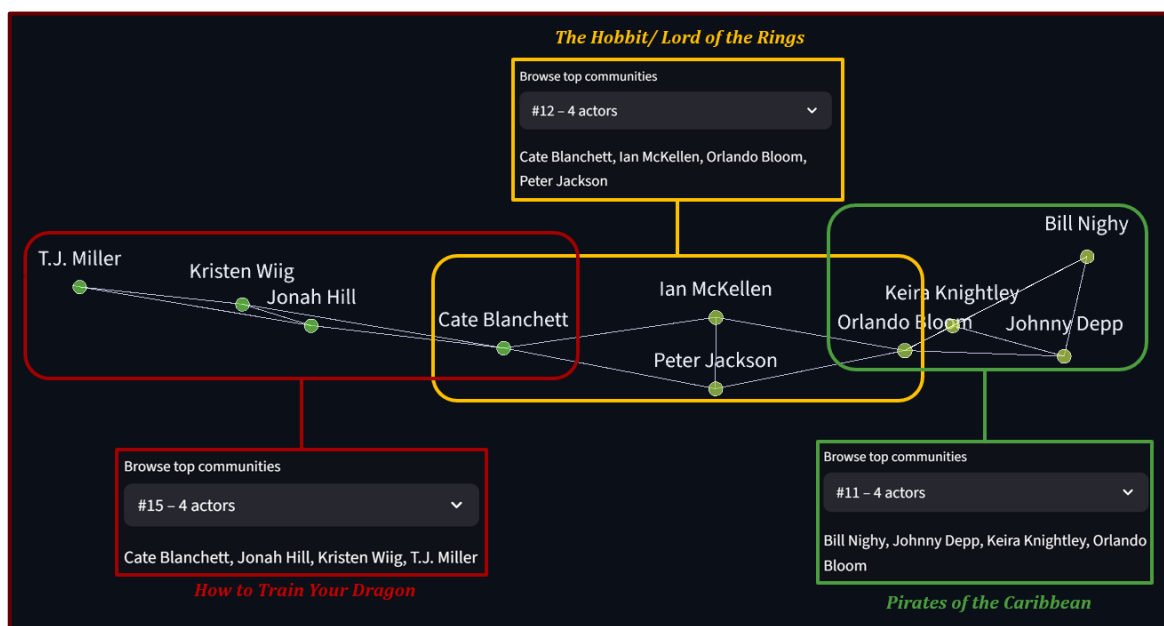 The Hobbit/ Lord of the Rings
Browse top communities
#12 – 4 actors
Cate Blanchett, Ian McKellen, Orlando Bloom,
Peter Jackson
Bill Nighy
T.J. Miller
Kristen Wiig
Jonah Hill
Ian McKellen
Keira Knightley
Cate Blanchett
Orlando Bloom
Johnny Depp
Peter Jackson
Browse top communities
#15 – 4 actors
Cate Blanchett, Jonah Hill, Kristen Wiig, T.J. Miller
How to Train Your Dragon
Browse top communities
#11 – 4 actors
Bill Nighy, Johnny Depp, Keira Knightley, Orlando
Bloom
Pirates of the Caribbean